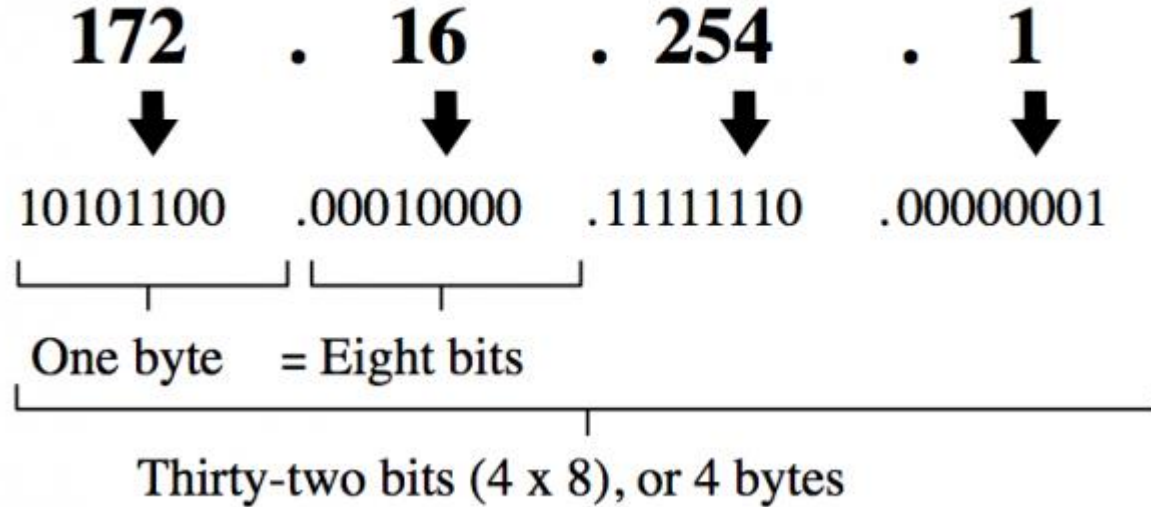 172 . 16 . 254 . 1
10101100 .00010000 .11111110 .00000001
One byte = Eight bits
Thirty-two bits (4 x 8), or 4 bytes